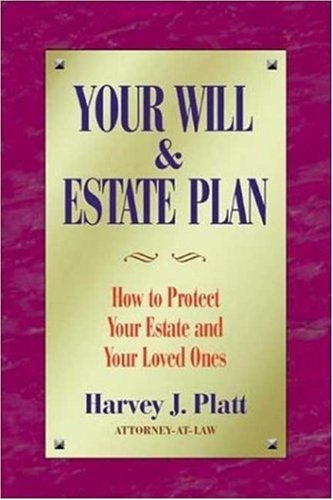 YOUR WILL
&
ESTATE PLAN
How to Protect
Your Estate and
Your Loved Ones
Harvey J. Platt
ATTORNEY-AT-LAW